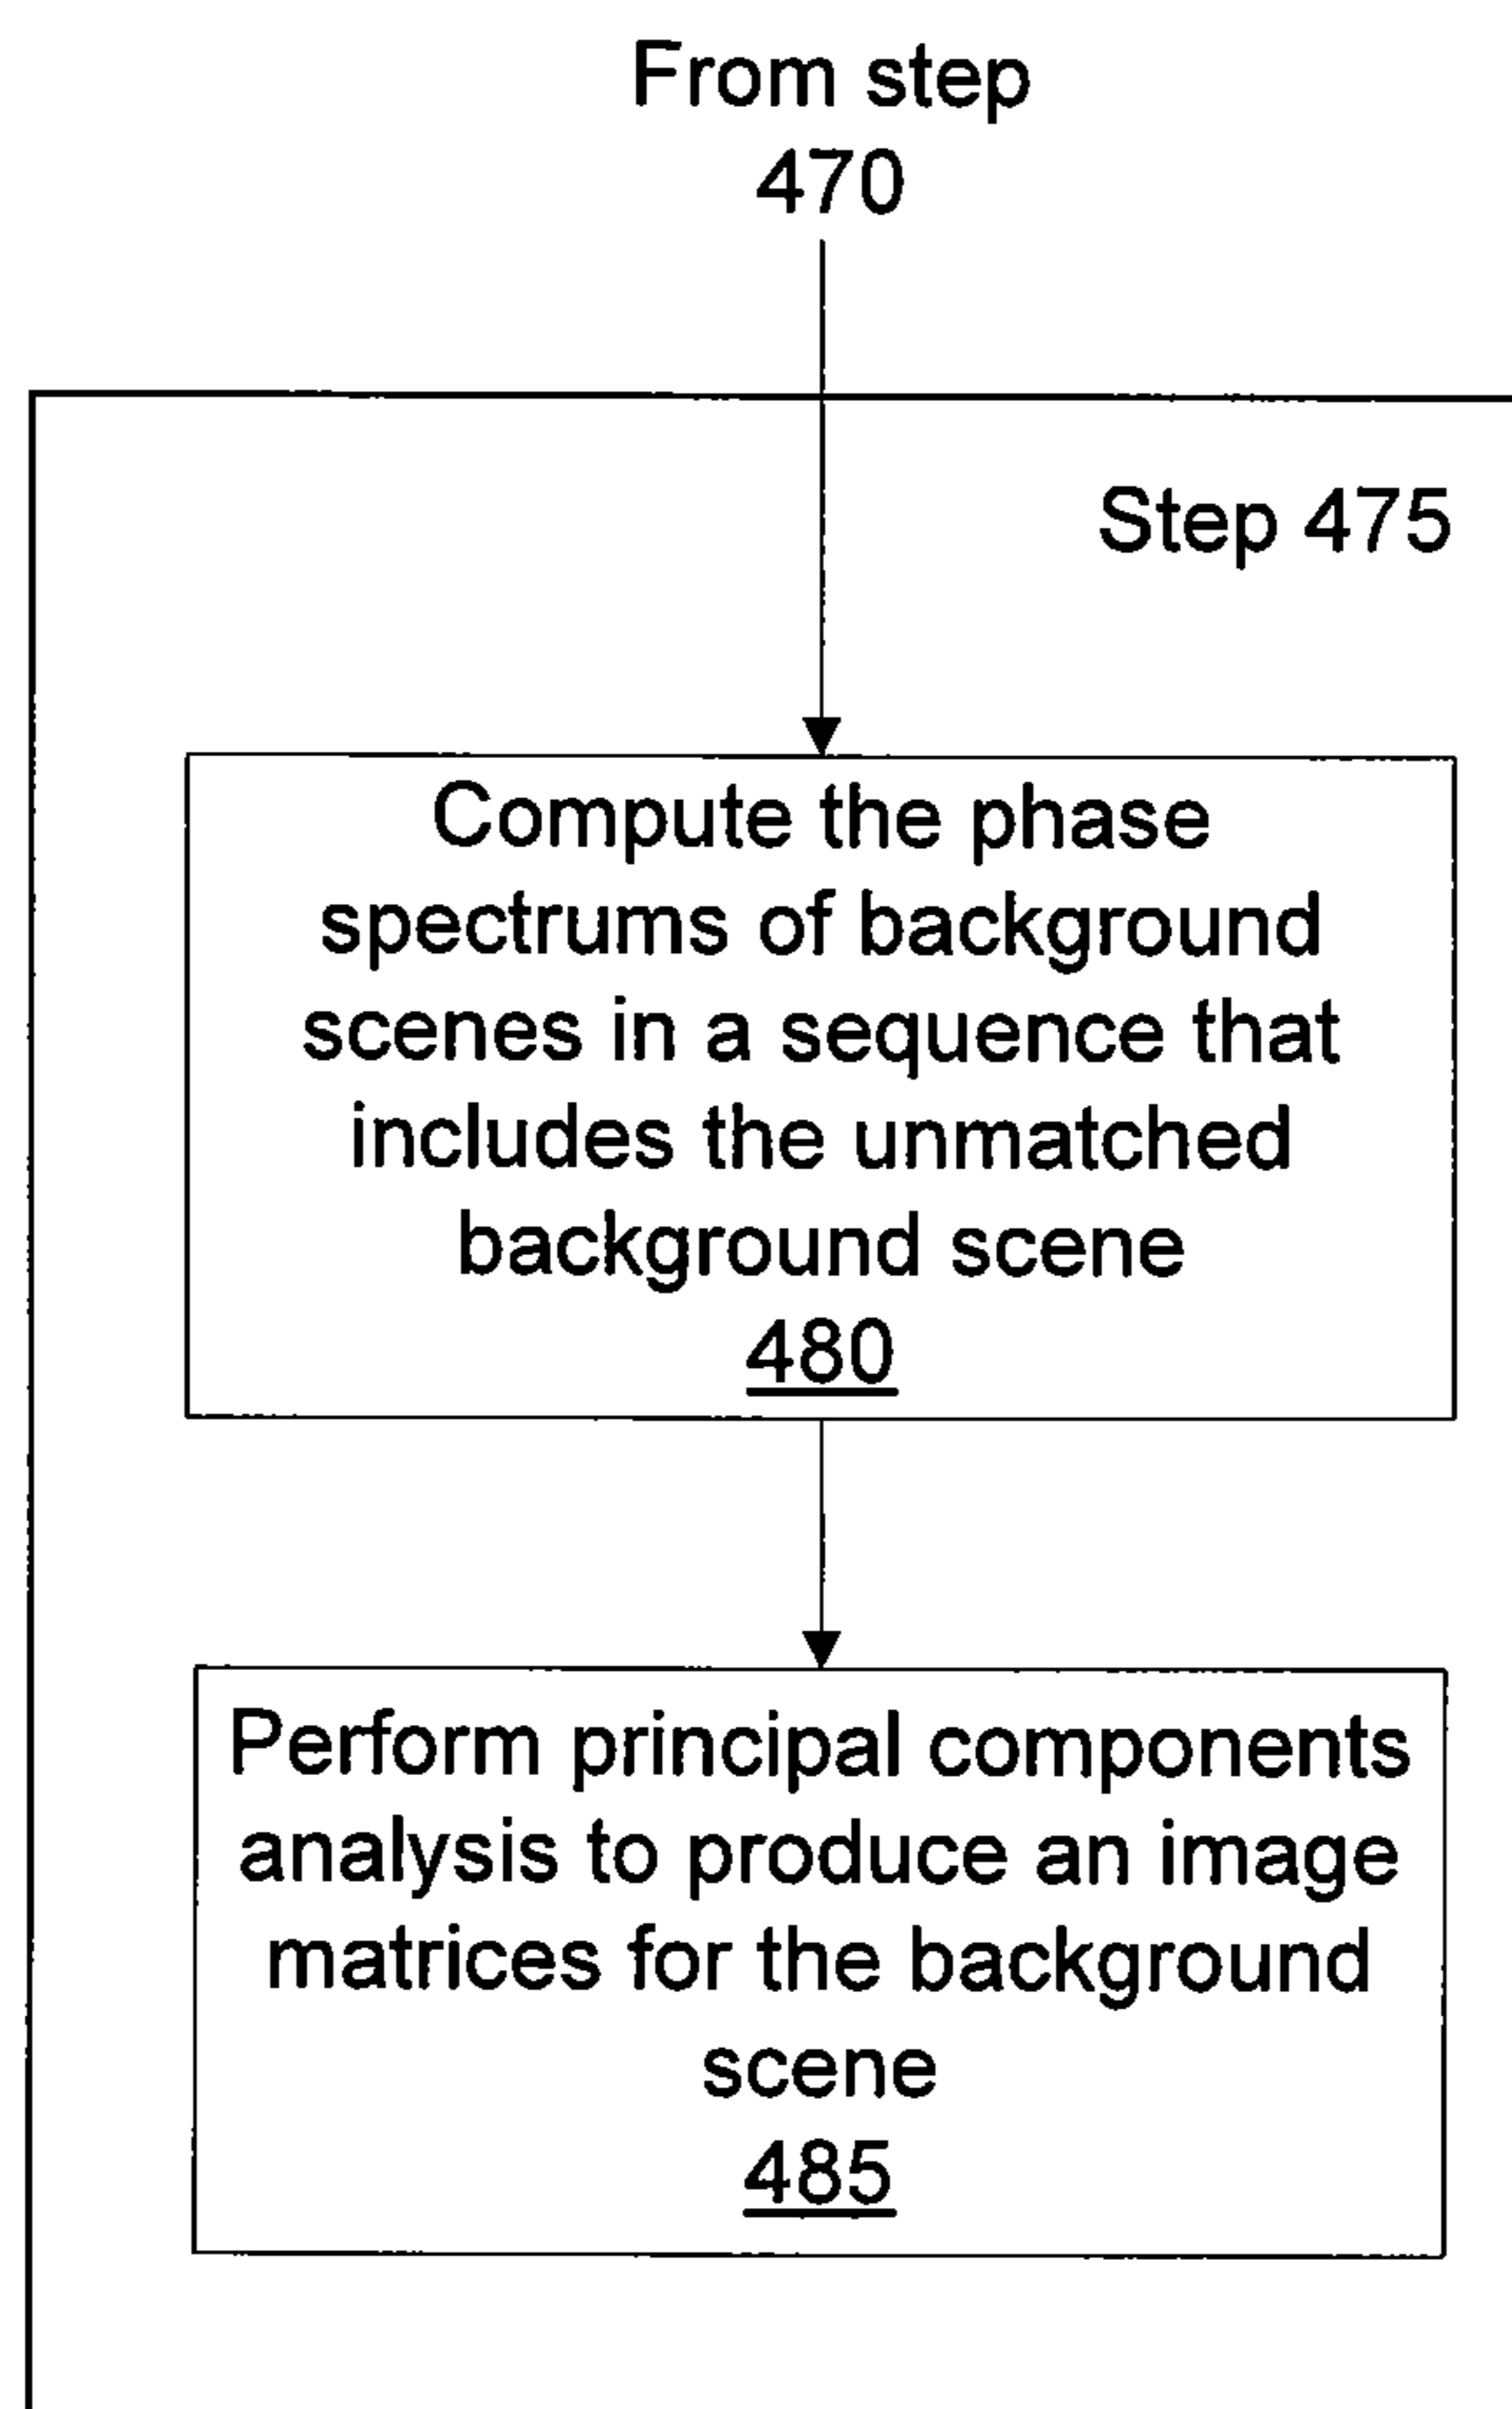 From step
470
Step 475
Compute the phase
spectrums of background
scenes in a sequence that
includes the unmatched
background scene
480
Perform principal components
analysis to produce an image
matrices for the background
scene
485